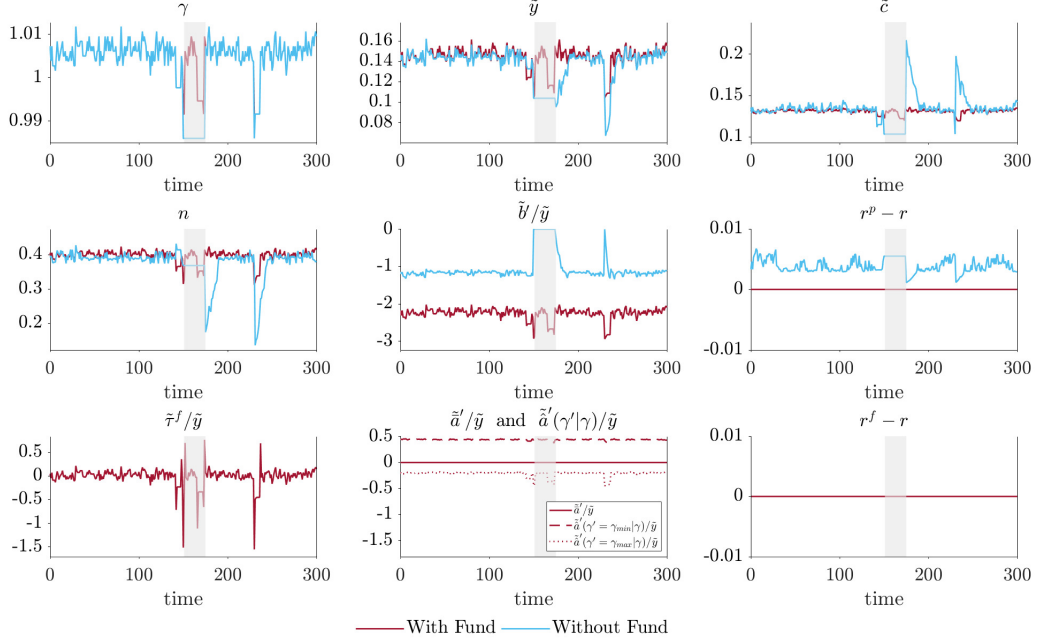 γ ỹ c̃
1.01 1 0.99
0.16 0.14 0.12 0.1 0.08
0.2 0.15 0.1
0 100 200 300 0 100 200 300 0 100 200 300
time time time
n b̃′/ỹ r^p − r
0.4 0.3 0.2
0 -1 -2 -3
0.01 0 -0.01
0 100 200 300 0 100 200 300 0 100 200 300
time time time
τ̃^f/ỹ ã̄′/ỹ and ã̂′(γ′|γ)/ỹ r^f − r
0.5 0 -0.5 -1 -1.5
0.5 0 -0.5 -1 -1.5
0.01 0 -0.01
ã̄′/ỹ
ã̂′(γ′ = γ_min|γ)/ỹ
ã̂′(γ′ = γ_max|γ)/ỹ
0 100 200 300 0 100 200 300 0 100 200 300
time time time
With Fund Without Fund